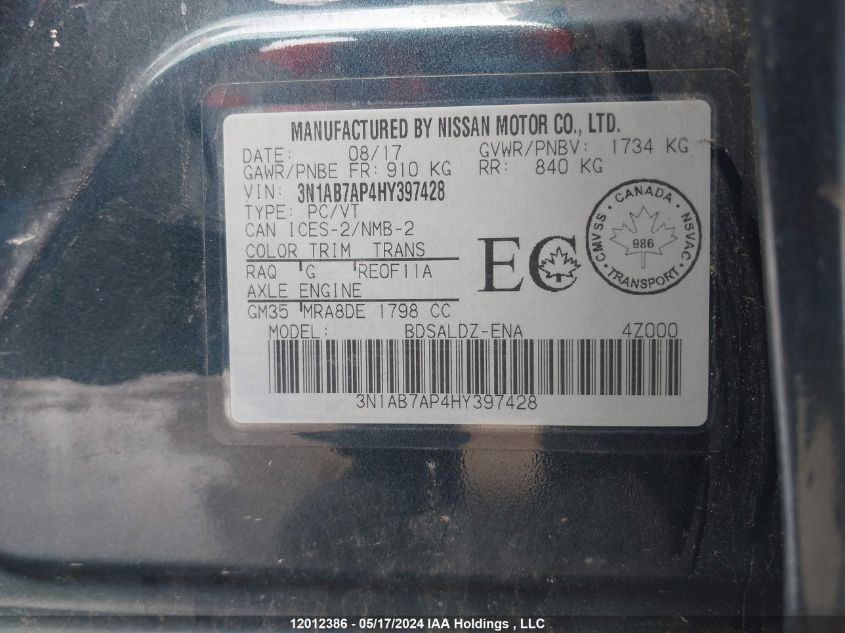 MANUFACTURED BY NISSAN MOTOR CO., LTD.
DATE: 08/17 GVWR/PNBV: 1734 KG
GAWR/PNBE FR: 910 KG RR: 840 KG
VIN: 3N1AB7AP4HY397428
TYPE: PC/VT
CAN ICES-2/NMB-2
COLOR TRIM TRANS
RAQ G RE0F11A
AXLE ENGINE
GM35 MRA8DE 1798 CC
EC
CANADA
CMVSS NSVAC
986
TRANSPORT
MODEL: BDSALDZ-ENA 4Z000
3N1AB7AP4HY397428
12012386 - 05/17/2024 IAA Holdings , LLC